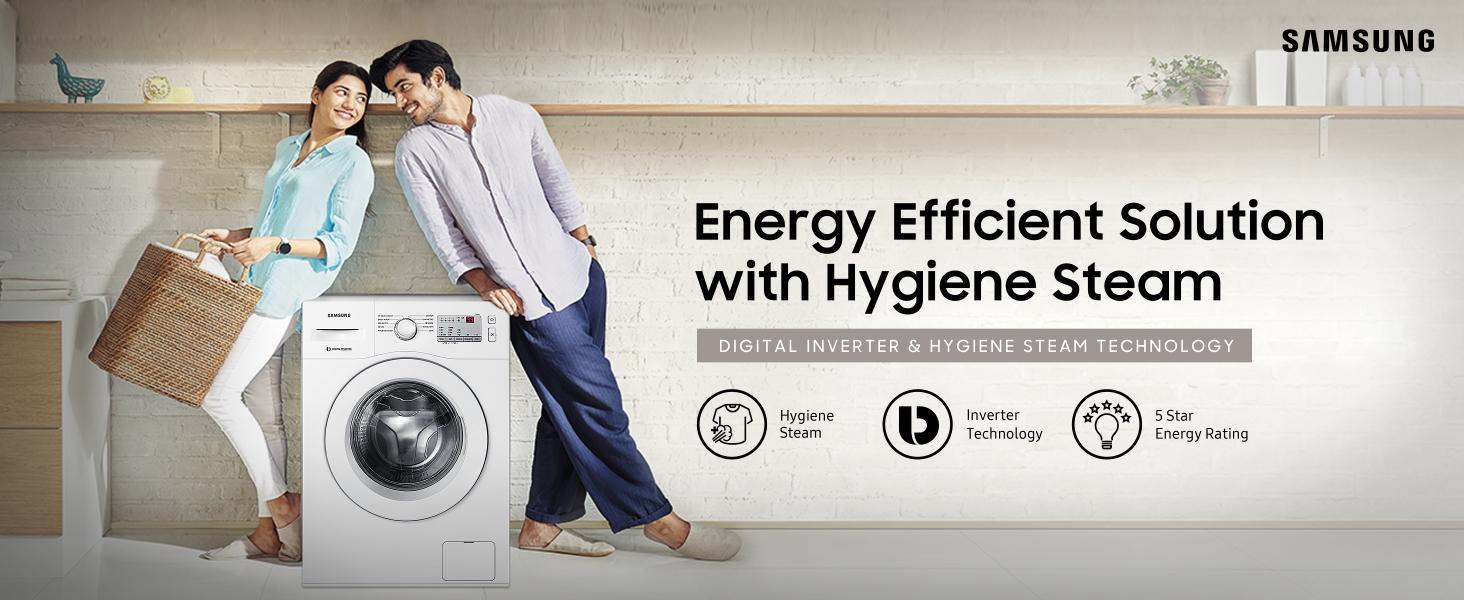 SAMSUNG
Energy Efficient Solution
with Hygiene Steam
DIGITAL INVERTER & HYGIENE STEAM TECHNOLOGY
Hygiene
Steam
Inverter
Technology
5 Star
Energy Rating
SAMSUNG